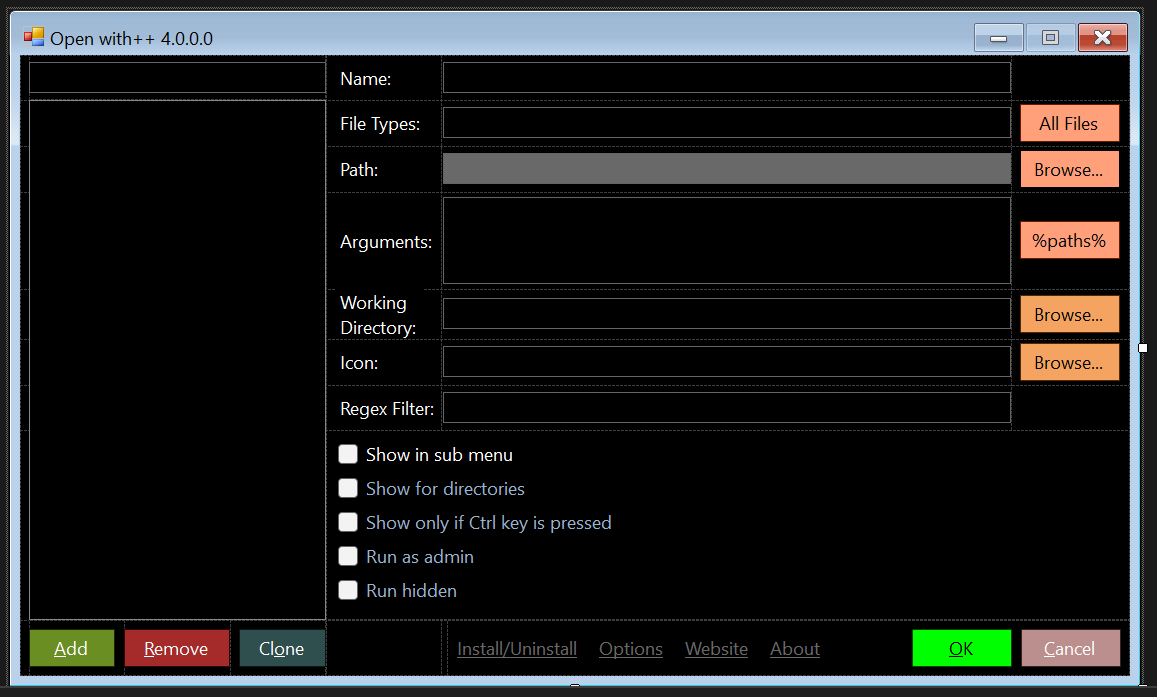 Open with++ 4.0.0.0
Name:
File Types:
All Files
Path:
Browse...
Arguments:
%paths%
Working
Directory:
Browse...
Icon:
Browse...
Regex Filter:
Show in sub menu
Show for directories
Show only if Ctrl key is pressed
Run as admin
Run hidden
Add
Remove
Clone
Install/Uninstall
Options
Website
About
OK
Cancel